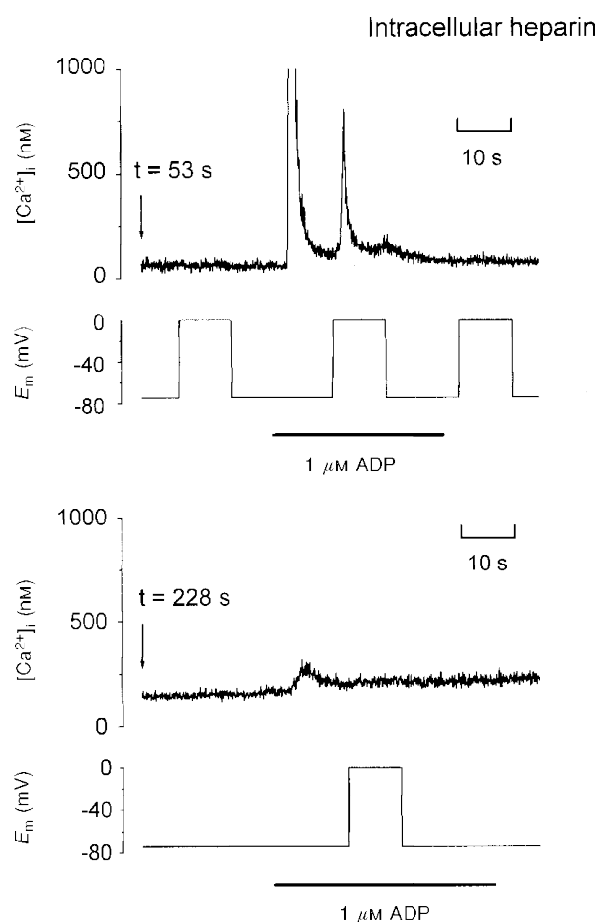 Intracellular heparin
1000
500
0
[Ca²⁺]ᵢ (nM)
t = 53 s
10 s
0
-40
-80
Eₘ (mV)
1 μM ADP
1000
500
0
[Ca²⁺]ᵢ (nM)
t = 228 s
10 s
0
-40
-80
Eₘ (mV)
1 μM ADP